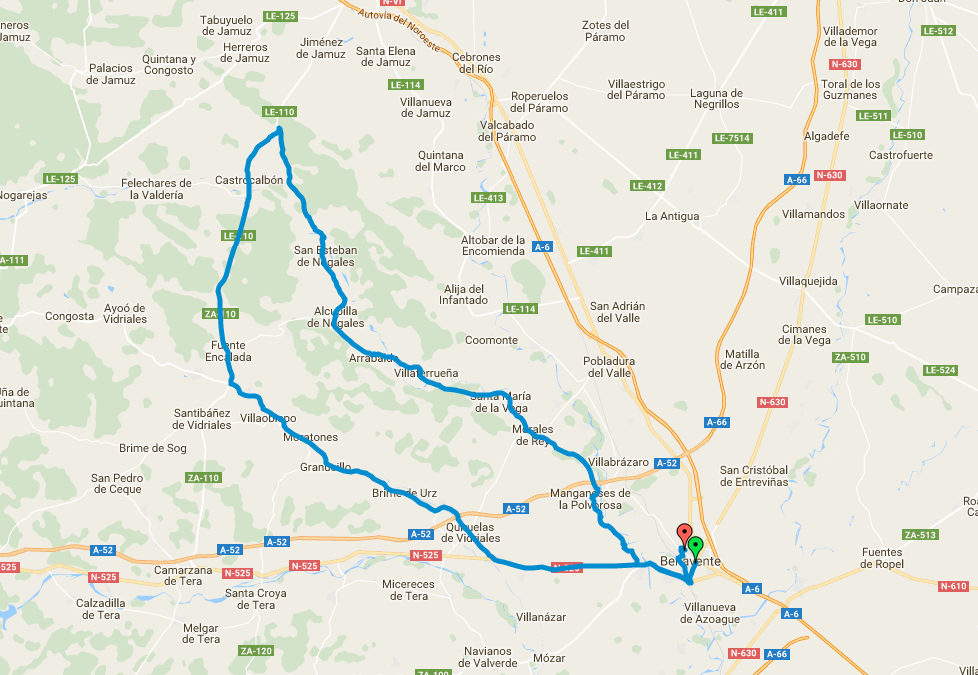 N-VI
LE-125
LE-411
Autovía del Noroeste
Tabuyuelo
de Jamuz
Zotes del
Páramo
LE-512
Jamuz
Herreros
de Jamuz
Jiménez
de Jamuz
Santa Elena
de Jamuz
Villademor
de la Vega
Quintana y
Congosto
Cebrones
del Río
N-630
Palacios
de Jamuz
LE-114
Villaestrigo
del Páramo
Toral de los
Guzmanes
Roperuelos
del Páramo
Laguna de
Negrillos
Villanueva
de Jamuz
LE-110
LE-511
Valcabado
del Páramo
LE-7514
Algadefe
LE-510
LE-411
Castrofuerte
Quintana
del Marco
LE-125
Castrocalbón
A-66
N-630
Felechares de
la Valdería
Nogarejas
LE-413
LE-412
Villaornate
La Antigua
Villamandos
LE-110
San Esteban
de Nogales
Altobar de la
Encomienda
A-6
LE-411
A-111
Villaquejida
Alija del
Infantado
Campaza
Ayoó de
Vidriales
Congosta
ZA-110
Alcubilla
de Nogales
LE-114
San Adrián
del Valle
LE-510
Cimanes
de la Vega
Coomonte
Fuente
Encalada
Arrabalde
Matilla
de Arzón
ZA-510
Villaferrueña
Pobladura
del Valle
LE-524
Santa María
de la Vega
N-630
Santibáñez
de Vidriales
Villaobispo
A-66
Morales
de Rey
Moratones
Brime de Sog
Granucillo
Villabrázaro
A-52
San Cristóbal
de Entreviñas
San Pedro
de Ceque
ZA-110
Brime de Urz
Manganeses de
la Polvorosa
A-52
Quiruelas
de Vidriales
A-52
A-52
A-52
A-52
ZA-513
N-525
Benavente
Fuentes
de Ropel
N-525
N-525
N-525
Camarzana
de Tera
Micereces
de Tera
A-6
N-610
Santa Croya
de Tera
Calzadilla
de Tera
Villanueva
de Azoague
A-6
Villanázar
Melgar
de Tera
ZA-120
Navianos
de Valverde
Mózar
N-630
A-66